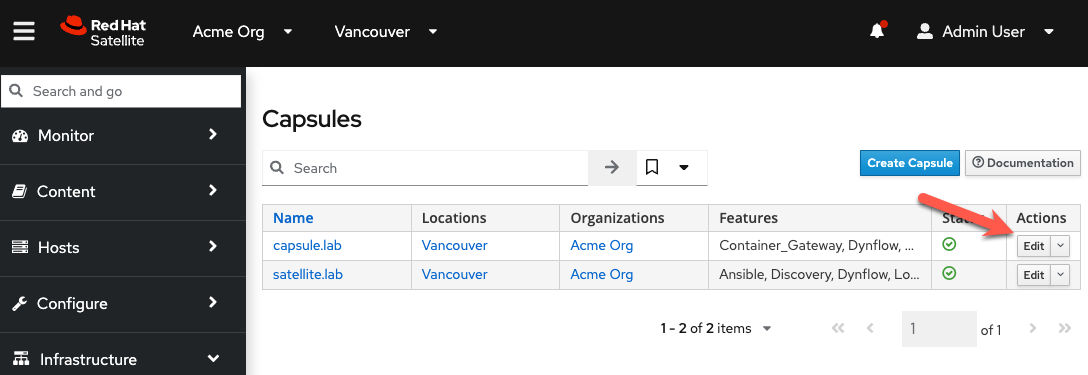 Red Hat
Satellite
Acme Org
Vancouver
Admin User
Search and go
Monitor
Content
Hosts
Configure
Infrastructure
Capsules
Search
Create Capsule
Documentation
Name Locations Organizations Features Actions
capsule.lab Vancouver Acme Org Container_Gateway, Dynflow, ... Edit
satellite.lab Vancouver Acme Org Ansible, Discovery, Dynflow, Lo... Edit
1 - 2 of 2 items
1 of 1